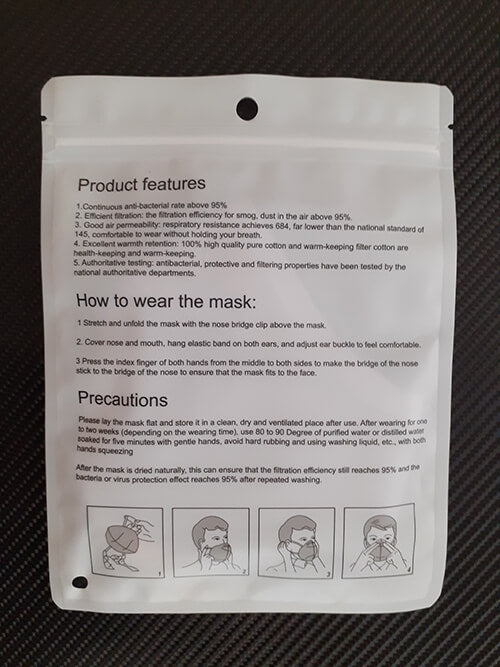 Product features
1.Continuous anti-bacterial rate above 95%
2. Efficient filtration: the filtration efficiency for smog, dust in the air above 95%.
3. Good air permeability: respiratory resistance achieves 684, far lower than the national standard of
145, comfortable to wear without holding your breath.
4. Excellent warmth retention: 100% high quality pure cotton and warm-keeping filter cotton are
health-keeping and warm-keeping.
5. Authoritative testing: antibacterial, protective and filtering properties have been tested by the
national authoritative departments.
How to wear the mask:
1 Stretch and unfold the mask with the nose bridge clip above the mask.
2. Cover nose and mouth, hang elastic band on both ears, and adjust ear buckle to feel comfortable.
3 Press the index finger of both hands from the middle to both sides to make the bridge of the nose
stick to the bridge of the nose to ensure that the mask fits to the face.
Precautions
Please lay the mask flat and store it in a clean, dry and ventilated place after use. After wearing for one
to two weeks (depending on the wearing time), use 80 to 90 Degree of purified water or distilled water
soaked for five minutes with gentle hands, avoid hard rubbing and using washing liquid, etc., with both
hands squeezing
After the mask is dried naturally, this can ensure that the filtration efficiency still reaches 95% and the
bacteria or virus protection effect reaches 95% after repeated washing.
1 2 3 4